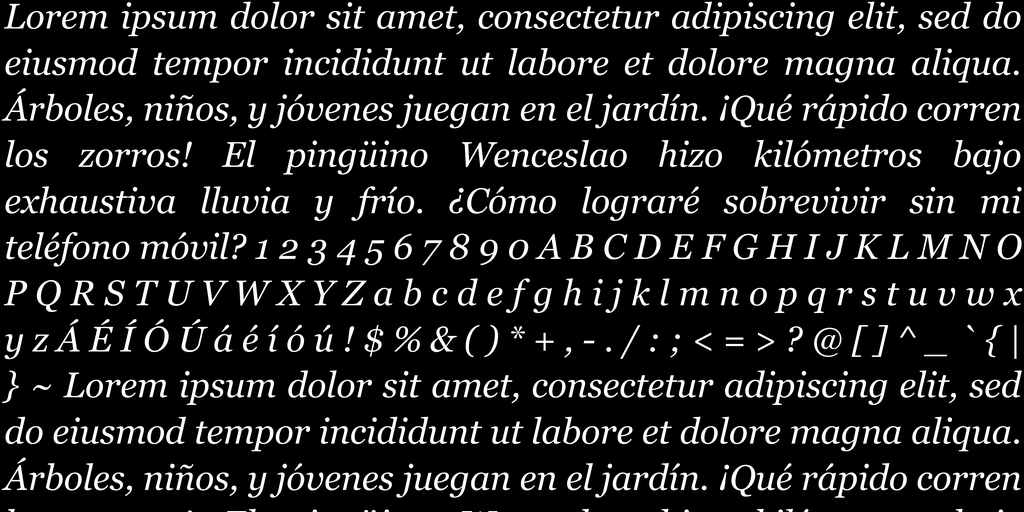 Lorem ipsum dolor sit amet, consectetur adipiscing elit, sed do
eiusmod tempor incididunt ut labore et dolore magna aliqua.
Árboles, niños, y jóvenes juegan en el jardín. ¡Qué rápido corren
los zorros! El pingüino Wenceslao hizo kilómetros bajo
exhaustiva lluvia y frío. ¿Cómo lograré sobrevivir sin mi
teléfono móvil? 1 2 3 4 5 6 7 8 9 0 A B C D E F G H I J K L M N O
P Q R S T U V W X Y Z a b c d e f g h i j k l m n o p q r s t u v w x
y z Á É Í Ó Ú á é í ó ú ! $ % & ( ) * + , - . / : ; < = > ? @ [ ] ^ _ ` { |
} ~ Lorem ipsum dolor sit amet, consectetur adipiscing elit, sed
do eiusmod tempor incididunt ut labore et dolore magna aliqua.
Árboles, niños, y jóvenes juegan en el jardín. ¡Qué rápido corren